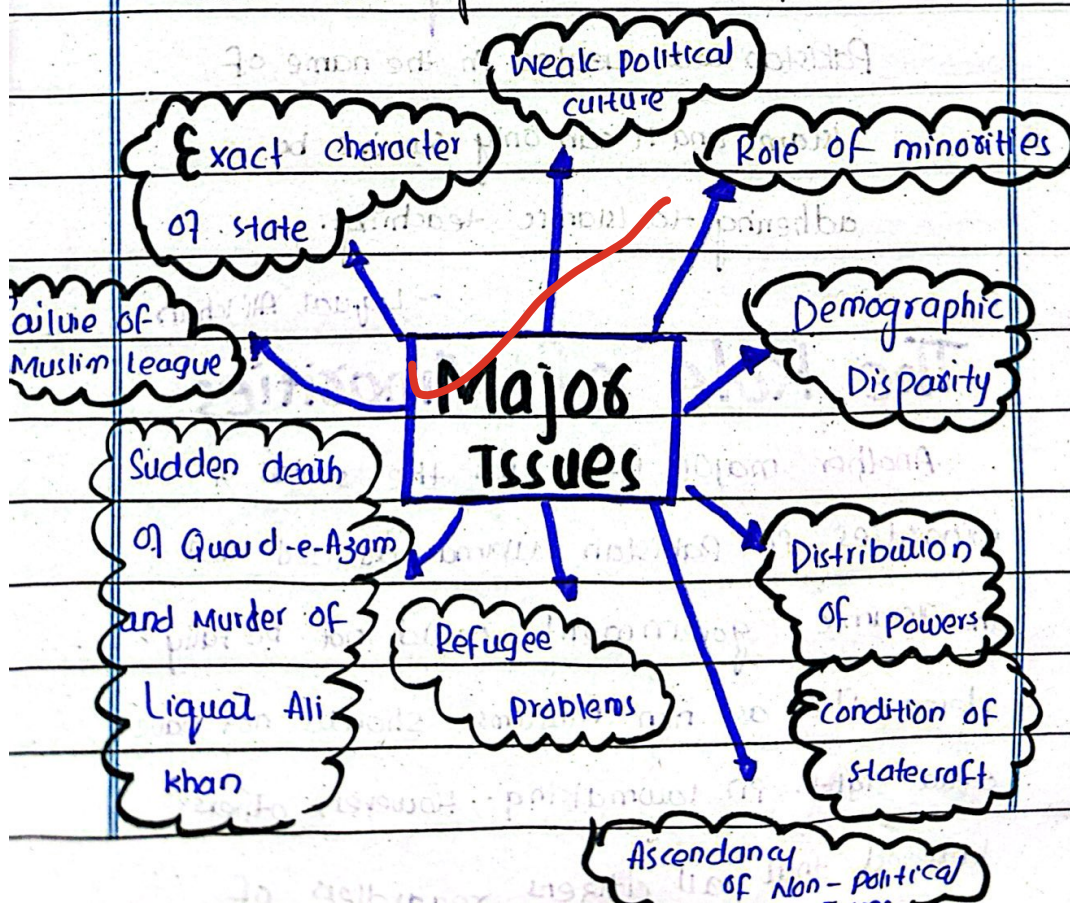 Weak political
culture
Exact character
of state
Role of minorities
ailure of
Muslim league
Demographic
Disparity
Major
Issues
Sudden death
of Quaid-e-Azam
and Murder of
Liquat Ali
khan
Refugee
problems
Distribution
of Powers
condition of
statecroft
Ascendancy
of Non-Political